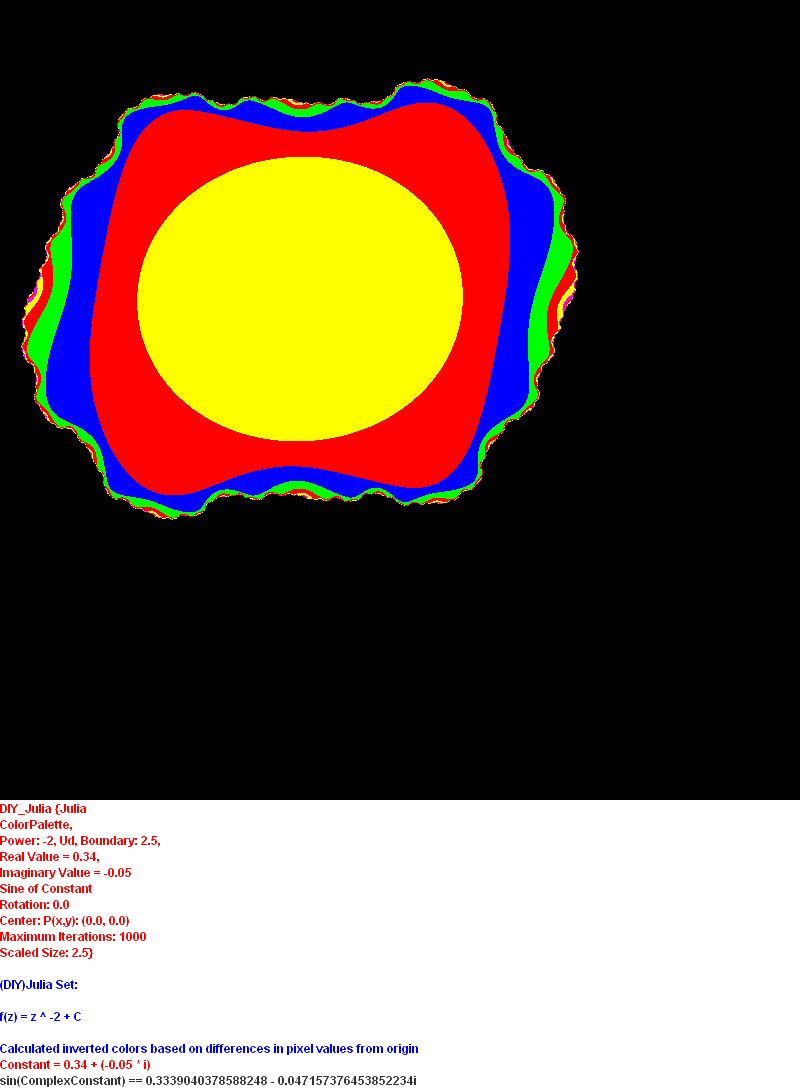 DIY_Julia {Julia
ColorPalette,
Power: -2, Ud, Boundary: 2.5,
Real Value = 0.34,
Imaginary Value = -0.05
Sine of Constant
Rotation: 0.0
Center: P(x,y): (0.0, 0.0)
Maximum Iterations: 1000
Scaled Size: 2.5}
(DIY)Julia Set:
f(z) = z ^ -2 + C
Calculated inverted colors based on differences in pixel values from origin
Constant = 0.34 + (-0.05 * i)
sin(ComplexConstant) == 0.3339040378588248 - 0.047157376453852234i